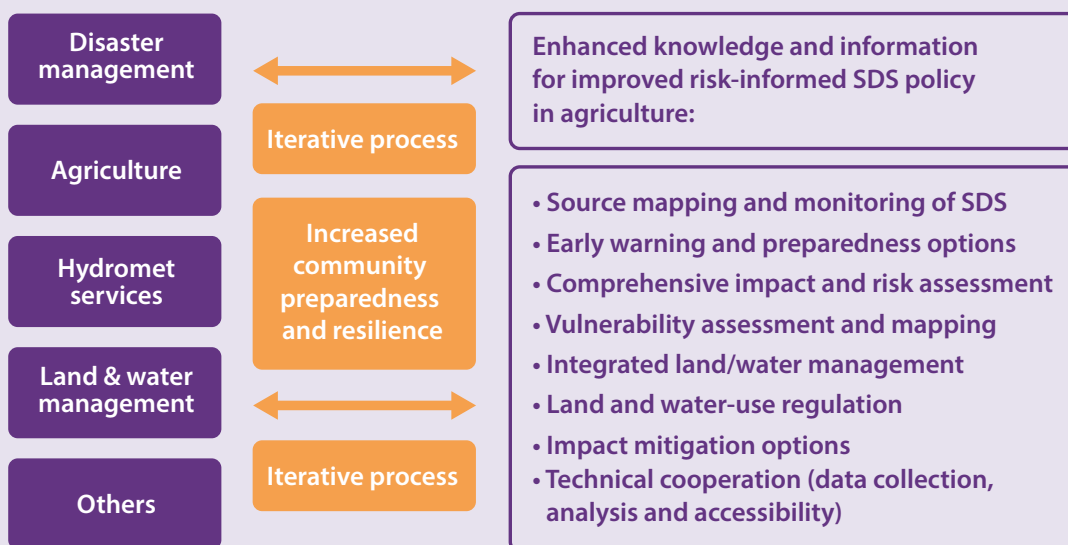 Disaster
management
Agriculture
Hydromet
services
Land & water
management
Others
Iterative process
Increased
community
preparedness
and resilience
Iterative process
Enhanced knowledge and information
for improved risk-informed SDS policy
in agriculture:
• Source mapping and monitoring of SDS
• Early warning and preparedness options
• Comprehensive impact and risk assessment
• Vulnerability assessment and mapping
• Integrated land/water management
• Land and water-use regulation
• Impact mitigation options
• Technical cooperation (data collection,
analysis and accessibility)